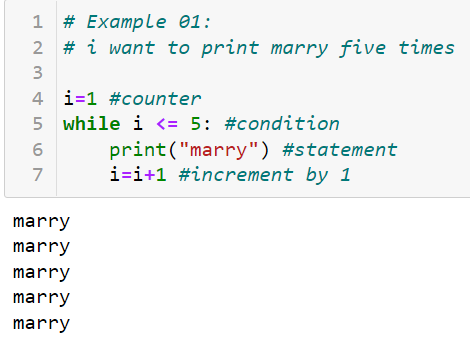 1 # Example 01:
2 # i want to print marry five times
3
4 i=1 #counter
5 while i <= 5: #condition
6     print("marry") #statement
7     i=i+1 #increment by 1
marry
marry
marry
marry
marry